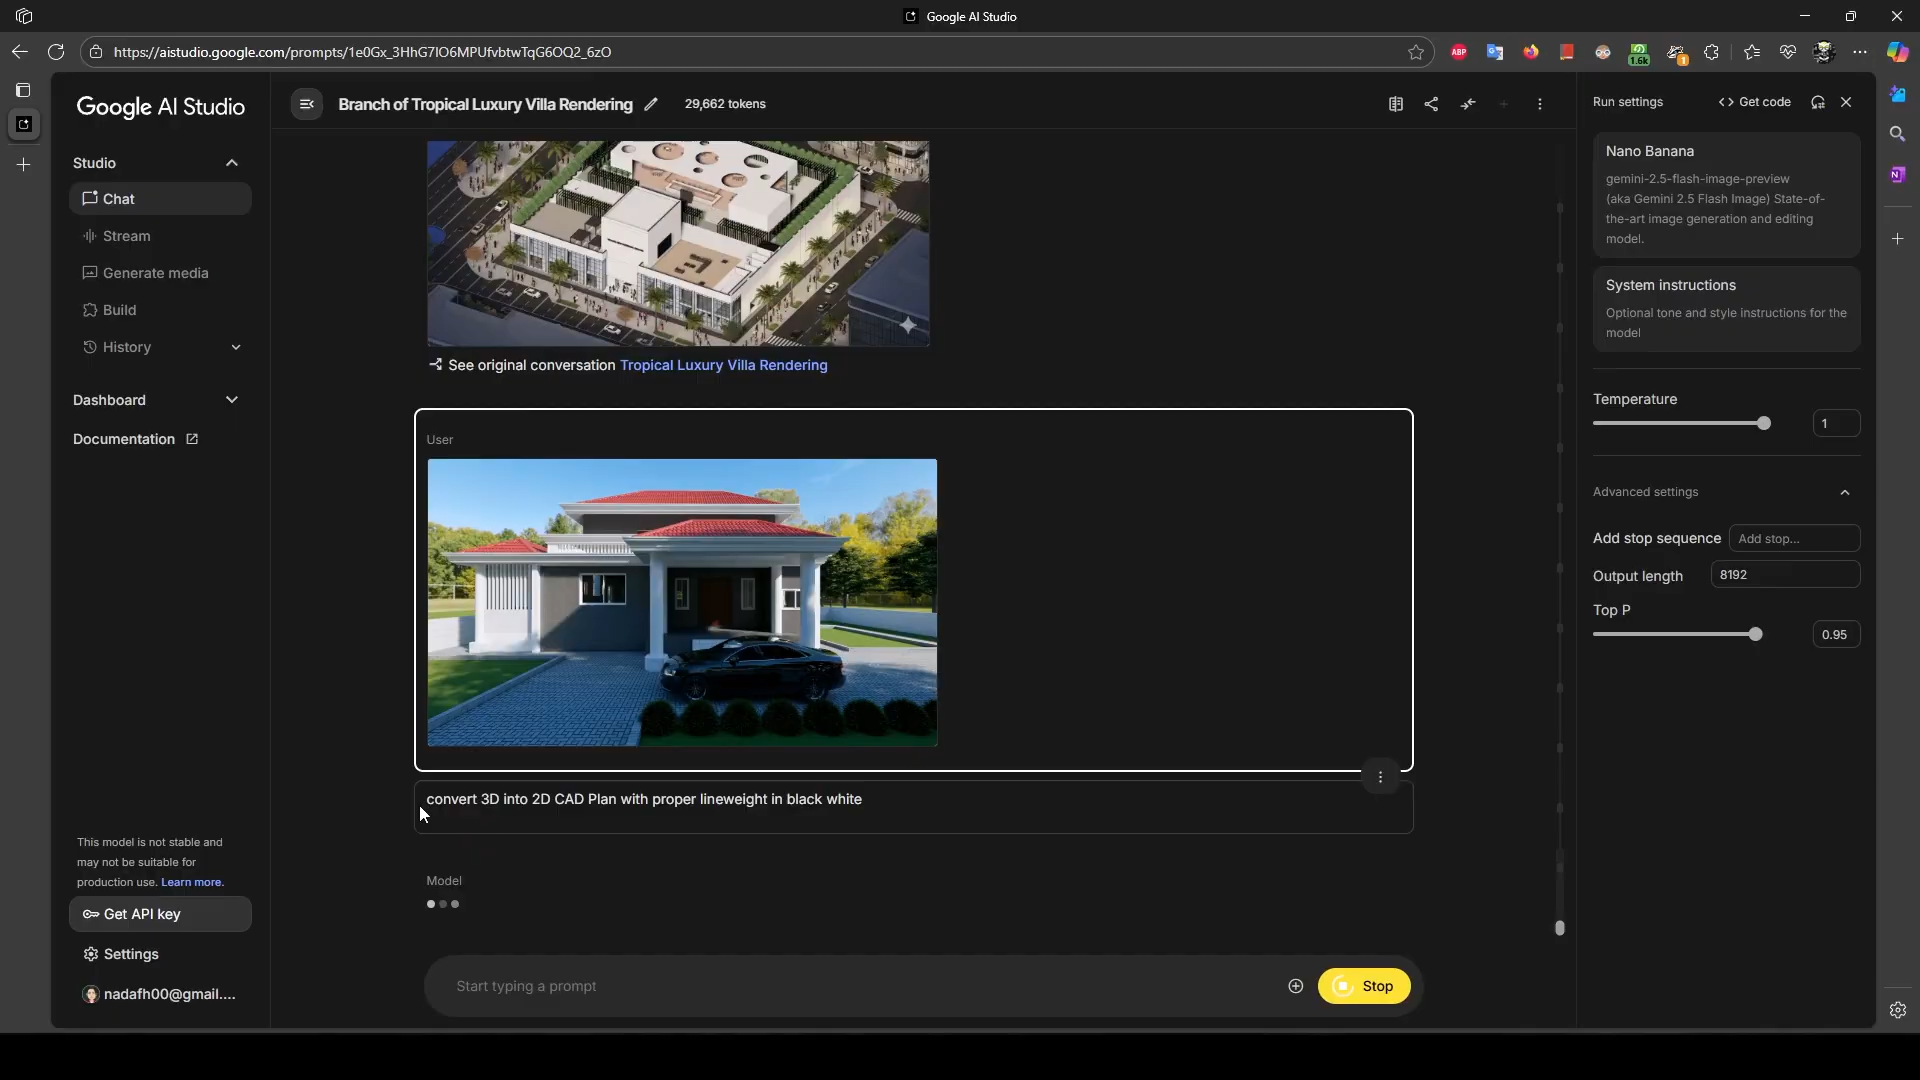 Google AI Studio
https://aistudio.google.com/prompts/1e0Gx_3HhG7lO6MPUfvbtwTqG6OQ2_6zO
ABP
1.6k
1
Google AI Studio
Studio
Chat
Stream
Generate media
Build
History
Dashboard
Documentation
This model is not stable and
may not be suitable for
production use. Learn more.
Get API key
Settings
nadafh00@gmail....
Branch of Tropical Luxury Villa Rendering
29,662 tokens
See original conversation Tropical Luxury Villa Rendering
User
convert 3D into 2D CAD Plan with proper lineweight in black white
Model
Start typing a prompt
Stop
Run settings
<> Get code
Nano Banana
gemini-2.5-flash-image-preview
(aka Gemini 2.5 Flash Image) State-of-
the-art image generation and editing
model.
System instructions
Optional tone and style instructions for the
model
Temperature
1
Advanced settings
Add stop sequence
Add stop...
Output length
8192
Top P
0.95
N